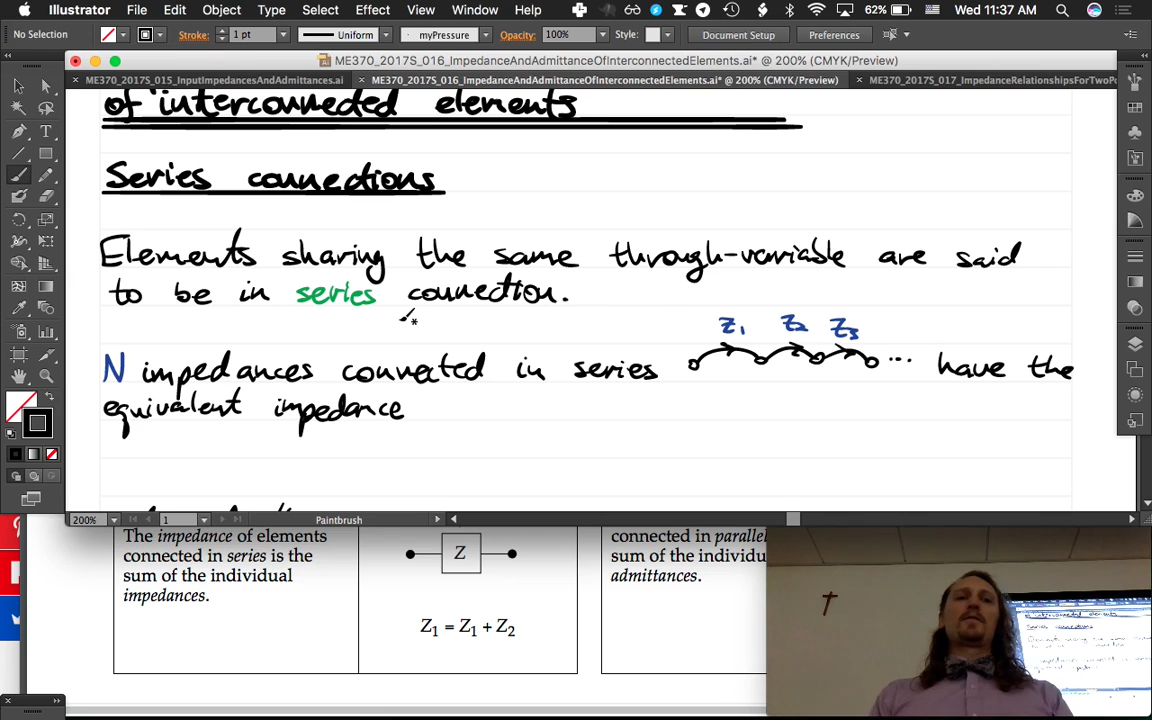 Illustrator File Edit Object Type Select Effect View Window Help 62% Wed 11:37 AM
No Selection Stroke: 1 pt Uniform myPressure Opacity: 100% Style: Document Setup Preferences
ME370_2017S_016_ImpedanceAndAdmittanceOfInterconnectedElements.ai* @ 200% (CMYK/Preview)
ME370_2017S_015_InputImpedancesAndAdmittances.ai ME370_2017S_016_ImpedanceAndAdmittanceOfInterconnectedElements.ai* @ 200% (CMYK/Preview) ME370_2017S_017_ImpedanceRelationshipsForTwoPo
of interconnected elements
Series connections
Elements sharing the same through-variable are said
to be in series connection.
Z1 Z2 Z3
N impedances connected in series ... have the
equivalent impedance
200% 1 Paintbrush
The impedance of elements
connected in series is the
sum of the individual
impedances.
Z
Z1 = Z1 + Z2
connected in parallel
sum of the individu
admittances.